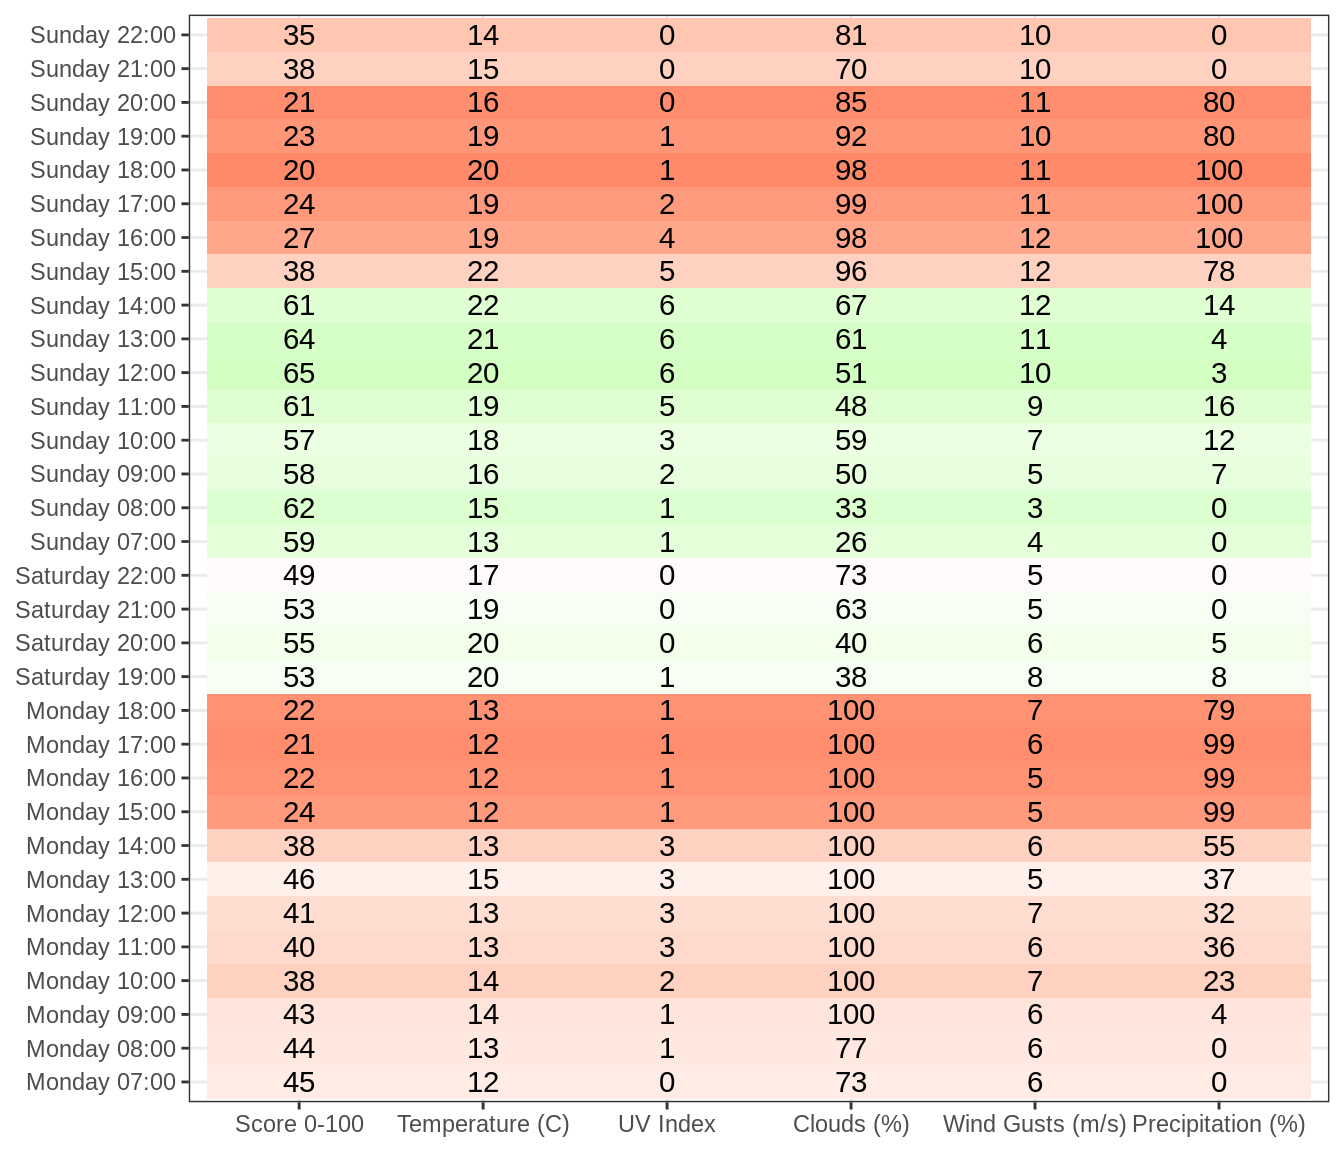 Sunday 22:00 35 14 0 81 10 0
Sunday 21:00 38 15 0 70 10 0
Sunday 20:00 21 16 0 85 11 80
Sunday 19:00 23 19 1 92 10 80
Sunday 18:00 20 20 1 98 11 100
Sunday 17:00 24 19 2 99 11 100
Sunday 16:00 27 19 4 98 12 100
Sunday 15:00 38 22 5 96 12 78
Sunday 14:00 61 22 6 67 12 14
Sunday 13:00 64 21 6 61 11 4
Sunday 12:00 65 20 6 51 10 3
Sunday 11:00 61 19 5 48 9 16
Sunday 10:00 57 18 3 59 7 12
Sunday 09:00 58 16 2 50 5 7
Sunday 08:00 62 15 1 33 3 0
Sunday 07:00 59 13 1 26 4 0
Saturday 22:00 49 17 0 73 5 0
Saturday 21:00 53 19 0 63 5 0
Saturday 20:00 55 20 0 40 6 5
Saturday 19:00 53 20 1 38 8 8
Monday 18:00 22 13 1 100 7 79
Monday 17:00 21 12 1 100 6 99
Monday 16:00 22 12 1 100 5 99
Monday 15:00 24 12 1 100 5 99
Monday 14:00 38 13 3 100 6 55
Monday 13:00 46 15 3 100 5 37
Monday 12:00 41 13 3 100 7 32
Monday 11:00 40 13 3 100 6 36
Monday 10:00 38 14 2 100 7 23
Monday 09:00 43 14 1 100 6 4
Monday 08:00 44 13 1 77 6 0
Monday 07:00 45 12 0 73 6 0
Score 0-100 Temperature (C) UV Index Clouds (%) Wind Gusts (m/s) Precipitation (%)